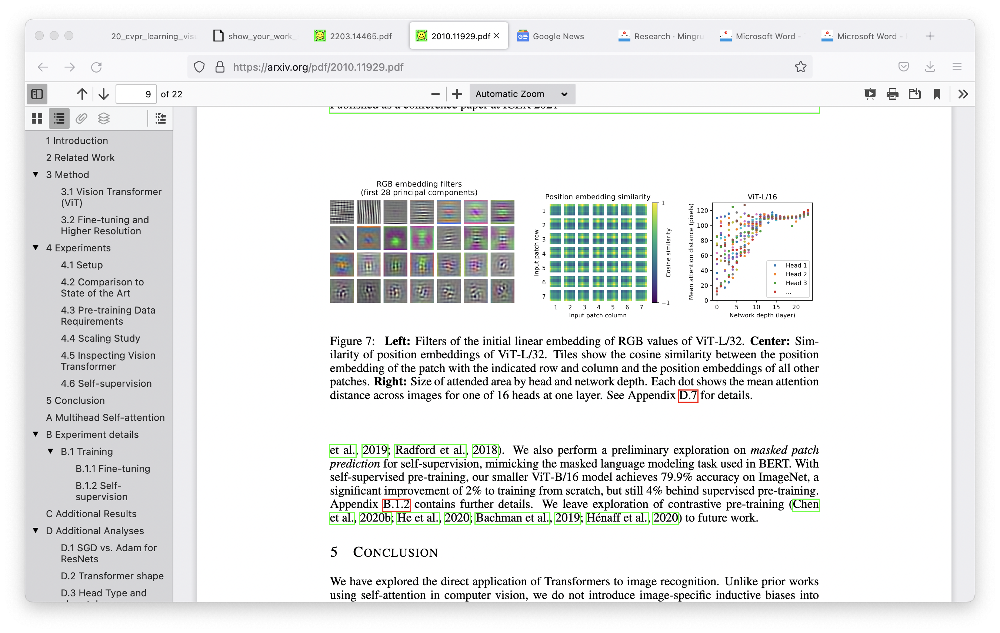 20_cvpr_learning_visu
show_your_work_
2203.14465.pdf
2010.11929.pdf
Google News
Research · Mingru
Microsoft Word -
Microsoft Word -
https://arxiv.org/pdf/2010.11929.pdf
9 of 22
Automatic Zoom
1 Introduction
2 Related Work
3 Method
3.1 Vision Transformer
(ViT)
3.2 Fine-tuning and
Higher Resolution
4 Experiments
4.1 Setup
4.2 Comparison to
State of the Art
4.3 Pre-training Data
Requirements
4.4 Scaling Study
4.5 Inspecting Vision
Transformer
4.6 Self-supervision
5 Conclusion
A Multihead Self-attention
B Experiment details
B.1 Training
B.1.1 Fine-tuning
B.1.2 Self-
supervision
C Additional Results
D Additional Analyses
D.1 SGD vs. Adam for
ResNets
D.2 Transformer shape
D.3 Head Type and
Published as a conference paper at ICLR 2021
RGB embedding filters
(first 28 principal components)
Position embedding similarity
Input patch row
1
2
3
4
5
6
7
1 2 3 4 5 6 7
Input patch column
1
−1
Cosine similarity
ViT-L/16
Mean attention distance (pixels)
120
100
80
60
40
20
0
0 5 10 15 20
Network depth (layer)
Head 1
Head 2
Head 3
...
Figure 7: Left: Filters of the initial linear embedding of RGB values of ViT-L/32. Center: Sim-
ilarity of position embeddings of ViT-L/32. Tiles show the cosine similarity between the position
embedding of the patch with the indicated row and column and the position embeddings of all other
patches. Right: Size of attended area by head and network depth. Each dot shows the mean attention
distance across images for one of 16 heads at one layer. See Appendix D.7 for details.
et al., 2019; Radford et al., 2018). We also perform a preliminary exploration on masked patch
prediction for self-supervision, mimicking the masked language modeling task used in BERT. With
self-supervised pre-training, our smaller ViT-B/16 model achieves 79.9% accuracy on ImageNet, a
significant improvement of 2% to training from scratch, but still 4% behind supervised pre-training.
Appendix B.1.2 contains further details. We leave exploration of contrastive pre-training (Chen
et al., 2020b; He et al., 2020; Bachman et al., 2019; Hénaff et al., 2020) to future work.
5 CONCLUSION
We have explored the direct application of Transformers to image recognition. Unlike prior works
using self-attention in computer vision, we do not introduce image-specific inductive biases into